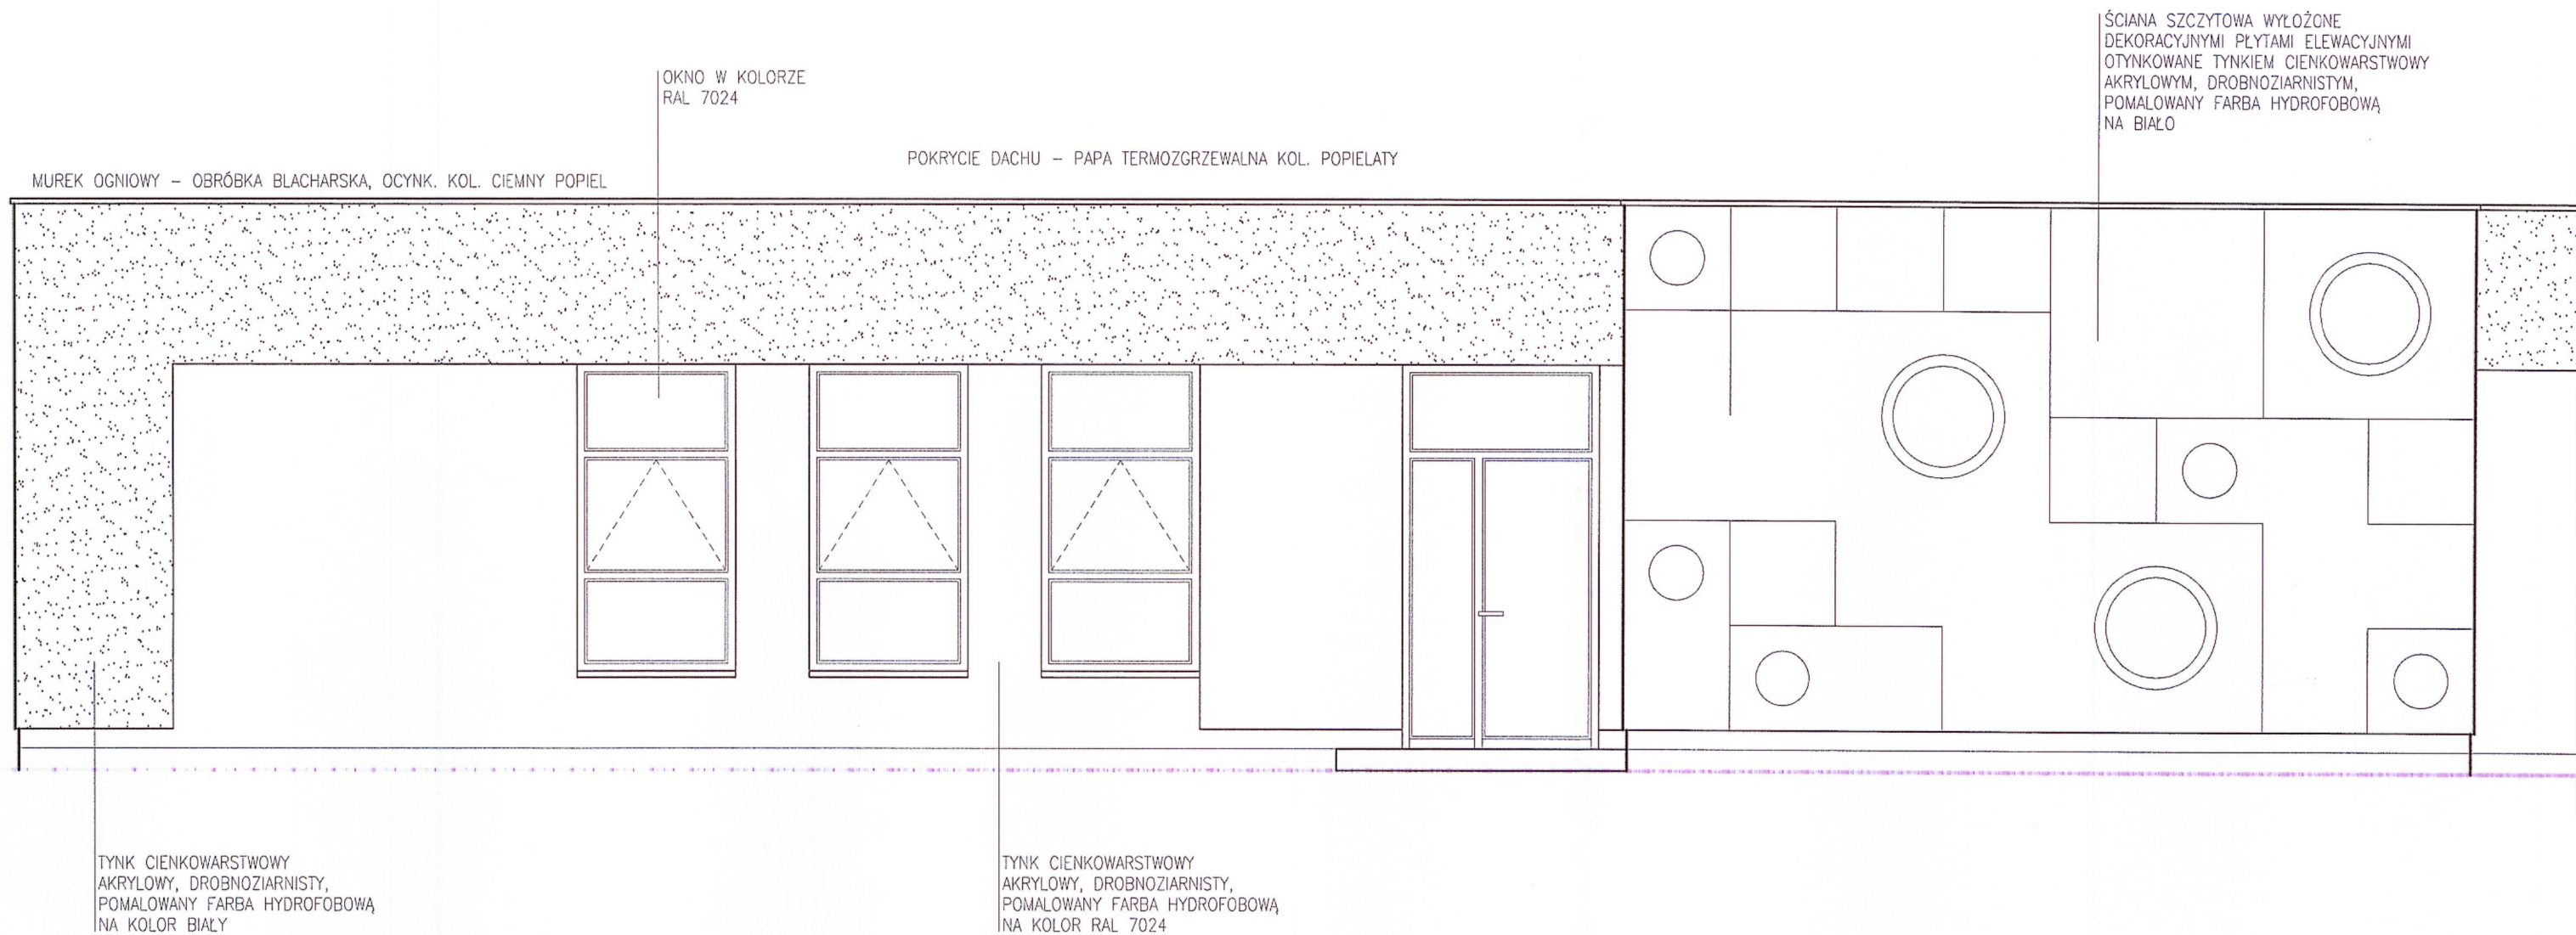 ŚCIANA SZCZYTOWA WYŁOŻONE
DEKORACYJNYMI PŁYTAMI ELEWACYJNYMI
OTYNKOWANE TYNKIEM CIENKOWARSTWOWY
AKRYLOWYM, DROBNOZIARNISTYM,
POMALOWANY FARBA HYDROFOBOWĄ
NA BIAŁO
OKNO W KOLORZE
RAL 7024
POKRYCIE DACHU – PAPA TERMOZGRZEWALNA KOL. POPIELATY
MUREK OGNIOWY – OBRÓBKA BLACHARSKA, OCYNK. KOL. CIEMNY POPIEL
TYNK CIENKOWARSTWOWY
AKRYLOWY, DROBNOZIARNISTY,
POMALOWANY FARBA HYDROFOBOWĄ
NA KOLOR BIAŁY
TYNK CIENKOWARSTWOWY
AKRYLOWY, DROBNOZIARNISTY,
POMALOWANY FARBA HYDROFOBOWĄ
NA KOLOR RAL 7024